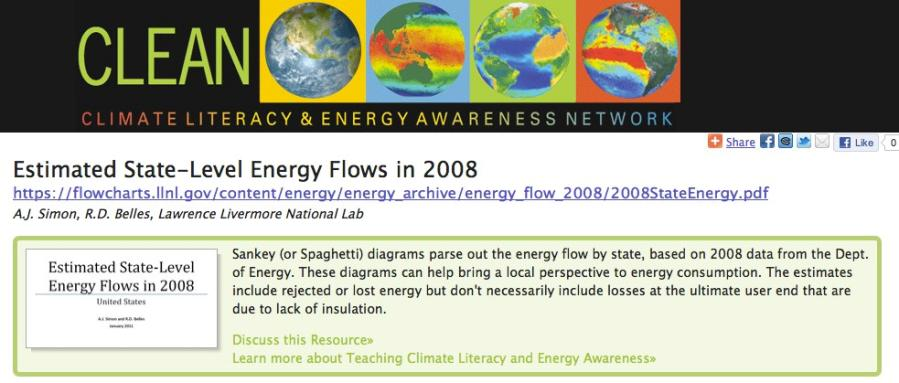 CLEAN
CLIMATE LITERACY & ENERGY AWARENESS NETWORK
Share
Like
0
Estimated State-Level Energy Flows in 2008
https://flowcharts.llnl.gov/content/energy/energy_archive/energy_flow_2008/2008StateEnergy.pdf
A.J. Simon, R.D. Belles, Lawrence Livermore National Lab
Estimated State-Level
Energy Flows in 2008
United States
A.J. Simon and R.D. Belles
January 2011
Sankey (or Spaghetti) diagrams parse out the energy flow by state, based on 2008 data from the Dept.
of Energy. These diagrams can help bring a local perspective to energy consumption. The estimates
include rejected or lost energy but don't necessarily include losses at the ultimate user end that are
due to lack of insulation.
Discuss this Resource»
Learn more about Teaching Climate Literacy and Energy Awareness»